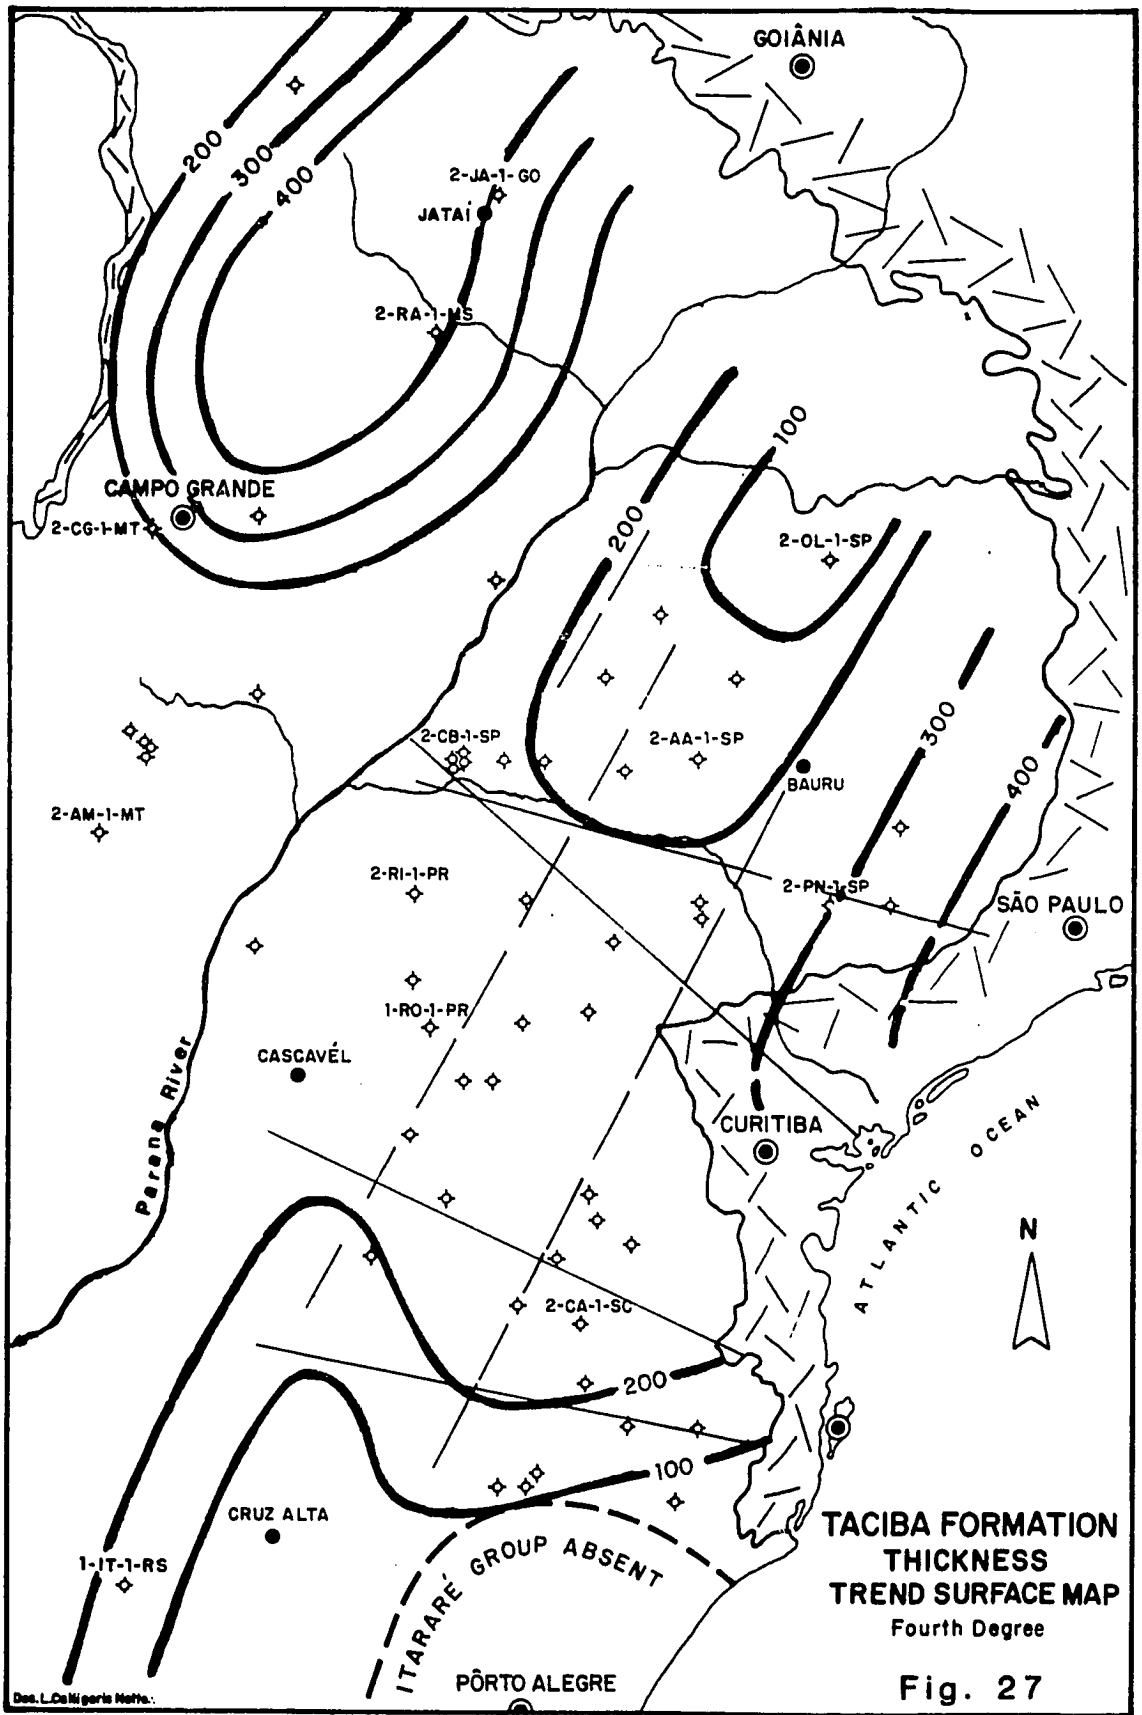 GOIÂNIA
200
300
400
2-JA-1-GO
JATAÍ
2-RA-1-MS
100
200
CAMPO GRANDE
2-CG-1-MT
2-OL-1-SP
2-CB-1-SP
2-AA-1-SP
BAURU
300
400
2-AM-1-MT
2-RI-1-PR
2-PN-1-SP
SÃO PAULO
1-RO-1-PR
CASCAVÉL
Parana River
CURITIBA
ATLANTIC OCEAN
N
2-CA-1-SC
200
100
CRUZ ALTA
1-IT-1-RS
ITARARÉ GROUP ABSENT
TACIBA FORMATION
THICKNESS
TREND SURFACE MAP
Fourth Degree
PÔRTO ALEGRE
Fig. 27
Des. L.